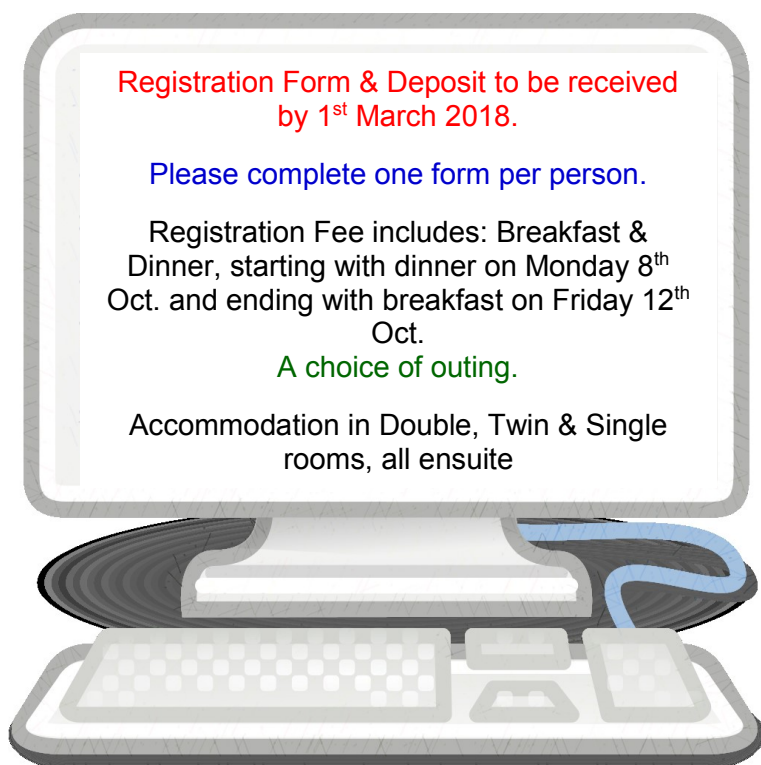 Registration Form & Deposit to be received
by 1st March 2018.
Please complete one form per person.
Registration Fee includes: Breakfast &
Dinner, starting with dinner on Monday 8th
Oct. and ending with breakfast on Friday 12th
Oct.
A choice of outing.
Accommodation in Double, Twin & Single
rooms, all ensuite